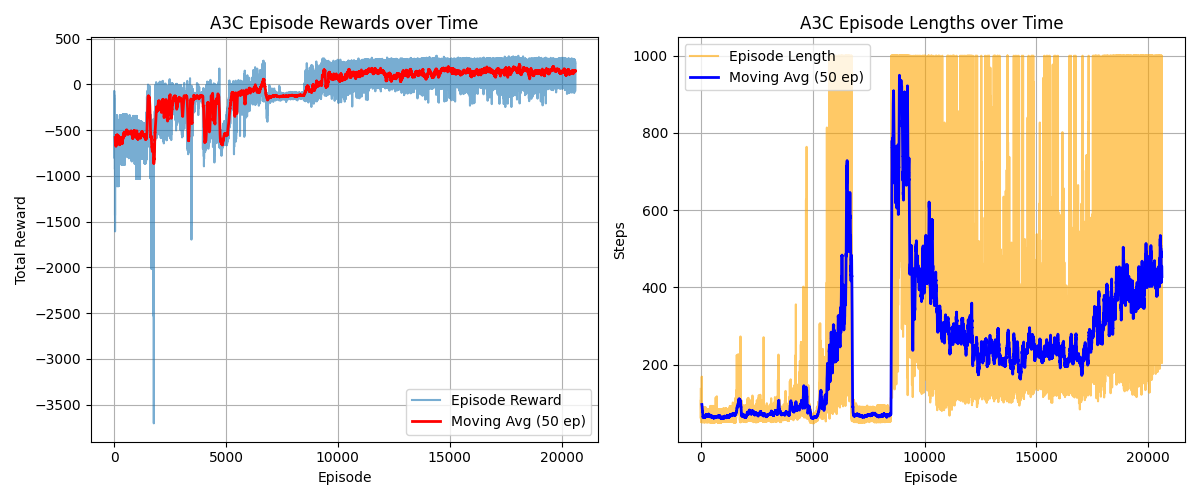 A3C Episode Rewards over Time
500
0
−500
−1000
−1500
−2000
−2500
−3000
−3500
Total Reward
Episode Reward
Moving Avg (50 ep)
0
5000
10000
15000
20000
Episode
A3C Episode Lengths over Time
1000
800
600
400
200
Steps
Episode Length
Moving Avg (50 ep)
0
5000
10000
15000
20000
Episode